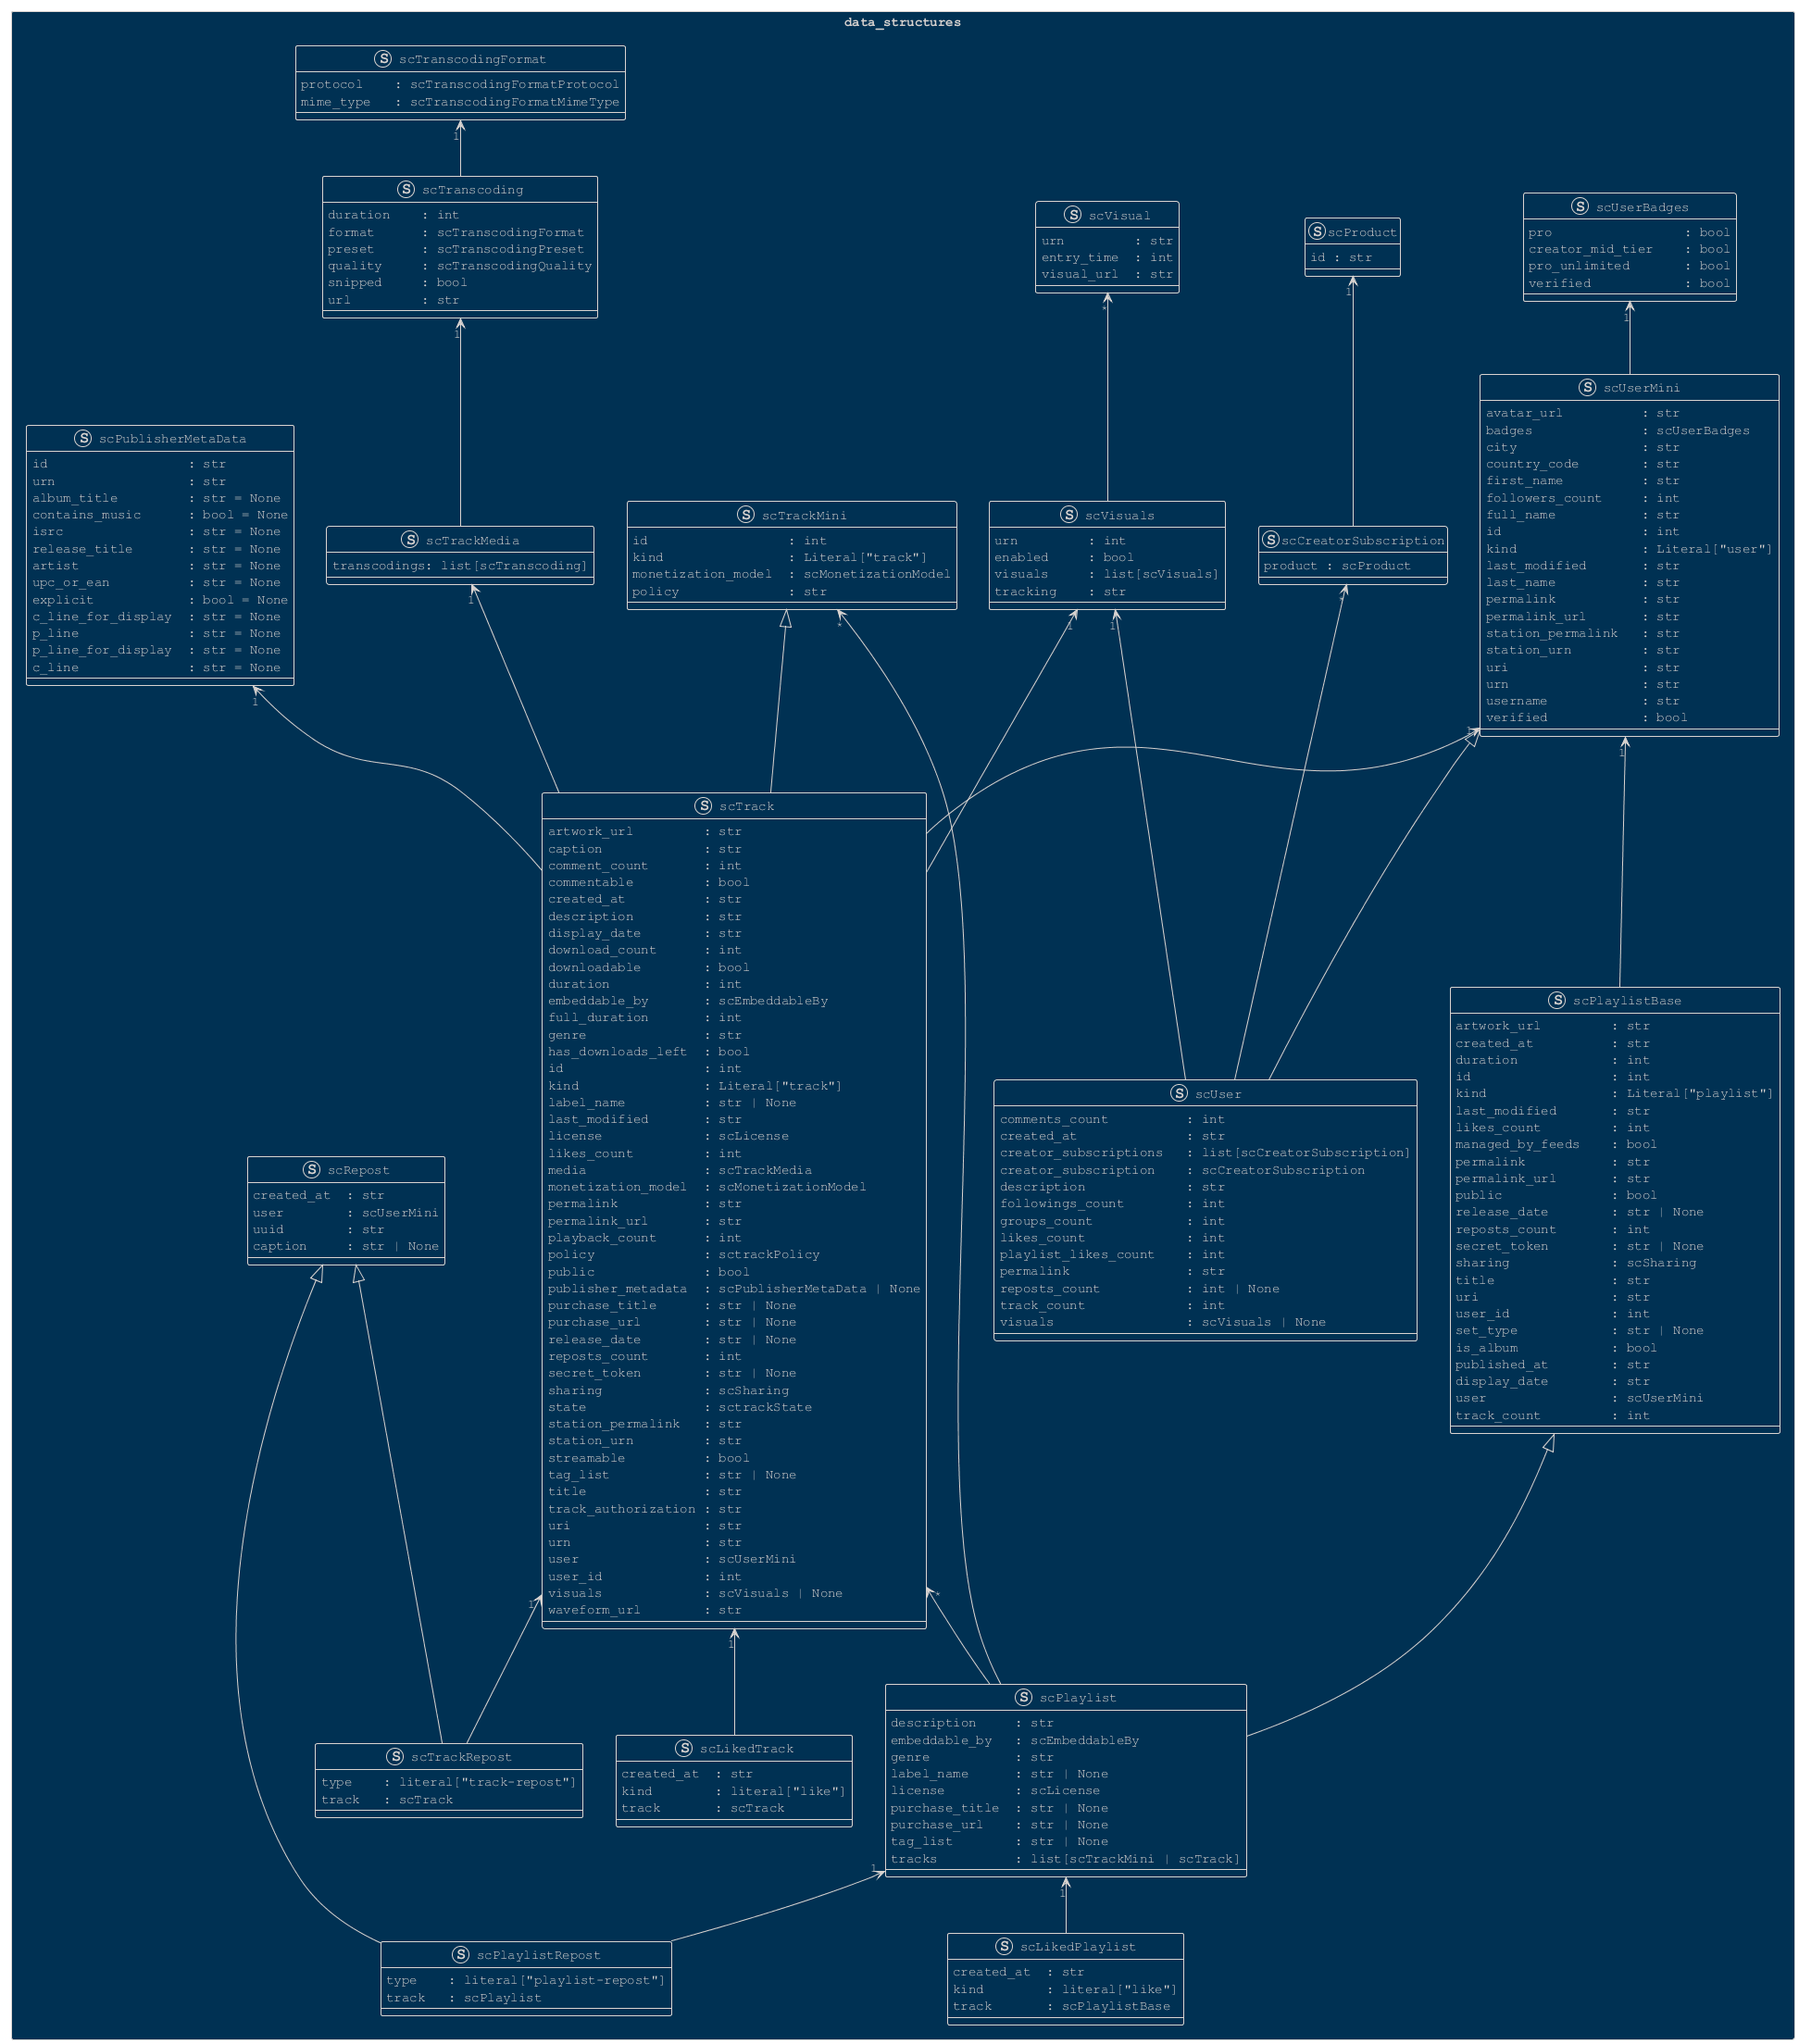 data_structures
S scTranscodingFormat
protocol : scTranscodingFormatProtocol
mime_type : scTranscodingFormatMimeType
1
S scTranscoding
duration : int
format : scTranscodingFormat
preset : scTranscodingPreset
quality : scTranscodingQuality
snipped : bool
url : str
1
S scVisual
urn : str
entry_time : int
visual_url : str
*
S scProduct
id : str
1
S scUserBadges
pro : bool
creator_mid_tier : bool
pro_unlimited : bool
verified : bool
1
S scUserMini
avatar_url : str
badges : scUserBadges
city : str
country_code : str
first_name : str
followers_count : int
full_name : str
id : int
kind : Literal["user"]
last_modified : str
last_name : str
permalink : str
permalink_url : str
station_permalink : str
station_urn : str
uri : str
urn : str
username : str
verified : bool
1
1
S scPublisherMetaData
id : str
urn : str
album_title : str = None
contains_music : bool = None
isrc : str = None
release_title : str = None
artist : str = None
upc_or_ean : str = None
explicit : bool = None
c_line_for_display : str = None
p_line : str = None
p_line_for_display : str = None
c_line : str = None
1
S scTrackMedia
transcodings: list[scTranscoding]
1
S scTrackMini
id : int
kind : Literal["track"]
monetization_model : scMonetizationModel
policy : str
*
S scVisuals
urn : int
enabled : bool
visuals : list[scVisuals]
tracking : str
1
1
S scCreatorSubscription
product : scProduct
*
S scTrack
artwork_url : str
caption : str
comment_count : int
commentable : bool
created_at : str
description : str
display_date : str
download_count : int
downloadable : bool
duration : int
embeddable_by : scEmbeddableBy
full_duration : int
genre : str
has_downloads_left : bool
id : int
kind : Literal["track"]
label_name : str | None
last_modified : str
license : scLicense
likes_count : int
media : scTrackMedia
monetization_model : scMonetizationModel
permalink : str
permalink_url : str
playback_count : int
policy : sctrackPolicy
public : bool
publisher_metadata : scPublisherMetaData | None
purchase_title : str | None
purchase_url : str | None
release_date : str | None
reposts_count : int
secret_token : str | None
sharing : scSharing
state : sctrackState
station_permalink : str
station_urn : str
streamable : bool
tag_list : str | None
title : str
track_authorization : str
uri : str
urn : str
user : scUserMini
user_id : int
visuals : scVisuals | None
waveform_url : str
1
1
*
S scPlaylistBase
artwork_url : str
created_at : str
duration : int
id : int
kind : Literal["playlist"]
last_modified : str
likes_count : int
managed_by_feeds : bool
permalink : str
permalink_url : str
public : bool
release_date : str | None
reposts_count : int
secret_token : str | None
sharing : scSharing
title : str
uri : str
user_id : int
set_type : str | None
is_album : bool
published_at : str
display_date : str
user : scUserMini
track_count : int
S scUser
comments_count : int
created_at : str
creator_subscriptions : list[scCreatorSubscription]
creator_subscription : scCreatorSubscription
description : str
followings_count : int
groups_count : int
likes_count : int
playlist_likes_count : int
permalink : str
reposts_count : int | None
track_count : int
visuals : scVisuals | None
S scRepost
created_at : str
user : scUserMini
uuid : str
caption : str | None
S scTrackRepost
type : literal["track-repost"]
track : scTrack
S scLikedTrack
created_at : str
kind : literal["like"]
track : scTrack
S scPlaylist
description : str
embeddable_by : scEmbeddableBy
genre : str
label_name : str | None
license : scLicense
purchase_title : str | None
purchase_url : str | None
tag_list : str | None
tracks : list[scTrackMini | scTrack]
1
1
S scPlaylistRepost
type : literal["playlist-repost"]
track : scPlaylist
S scLikedPlaylist
created_at : str
kind : literal["like"]
track : scPlaylistBase